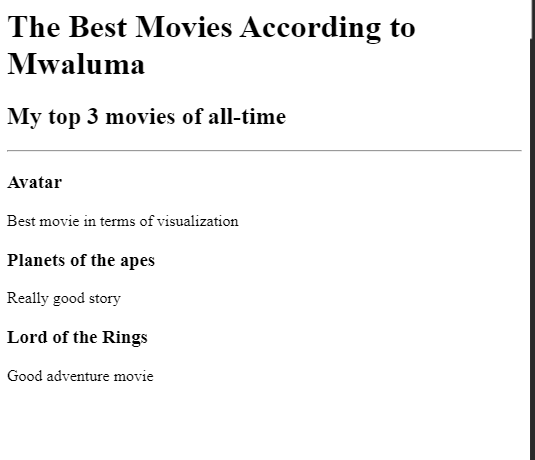 The Best Movies According to
Mwaluma
My top 3 movies of all-time
Avatar
Best movie in terms of visualization
Planets of the apes
Really good story
Lord of the Rings
Good adventure movie